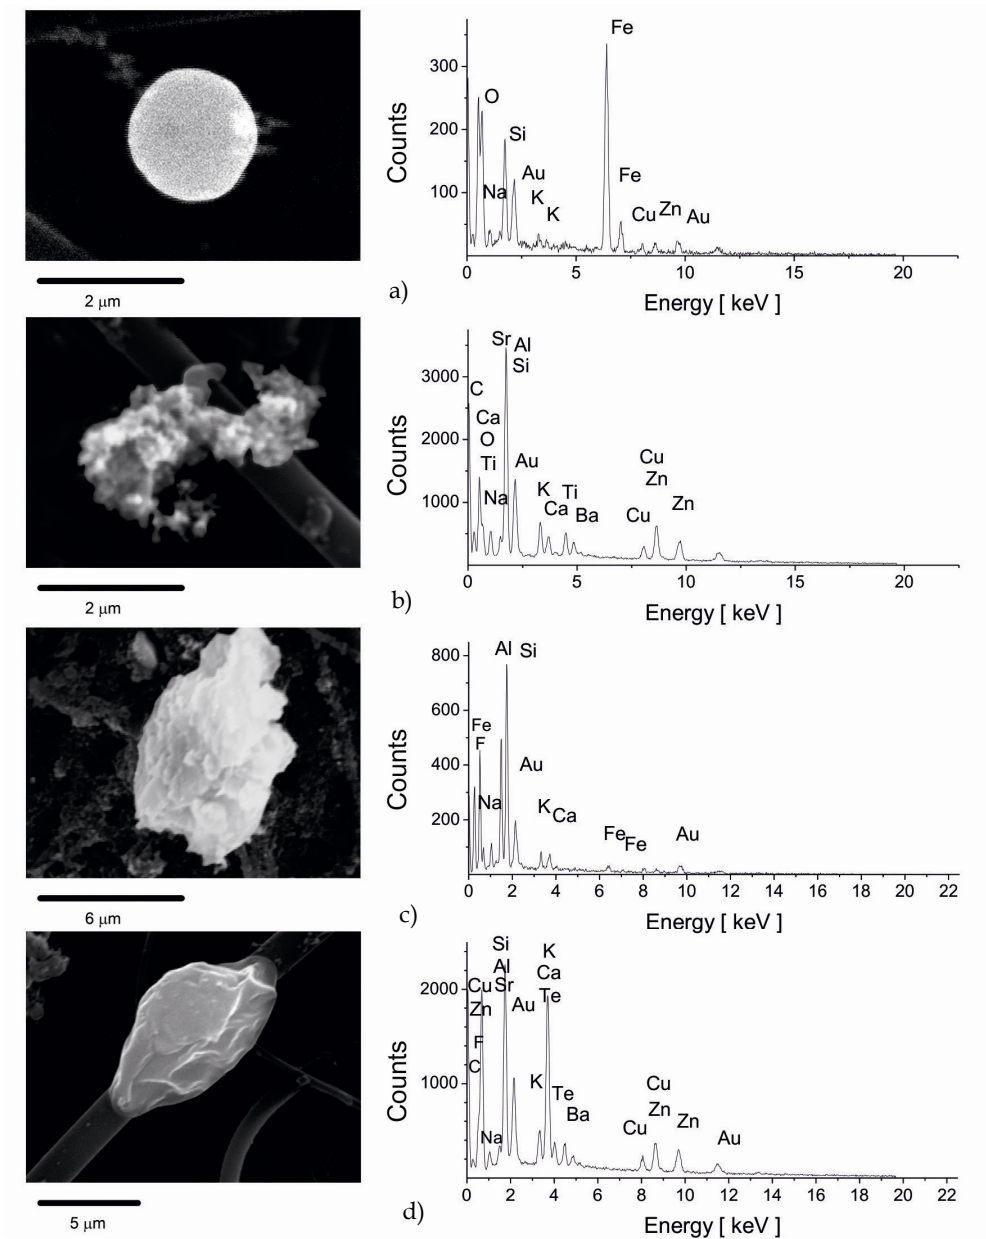 Fe
300
O
200
Si
Au
Fe
100
Na
K
K
Cu
Zn
Au
Counts
0
0
5
10
15
20
Energy [ keV ]
2 μm
a)
Sr
Al
Si
3000
C
Ca
2000
O
Ti
Au
Cu
Zn
1000
Na
K
Ca
Ti
Ba
Cu
Zn
Counts
0
5
10
15
20
Energy [ keV ]
2 μm
b)
800
Al
Si
600
Fe
F
400
Au
Na
K
Ca
200
Fe
Fe
Au
Counts
0 2 4 6 8 10 12 14 16 18 20 22
Energy [ keV ]
6 μm
c)
Si
Al
Sr
K
Ca
Te
2000
Cu
Zn
Au
F
C
1000
K
Te
Ba
Cu
Zn
Na
Cu
Zn
Au
Counts
0 2 4 6 8 10 12 14 16 18 20 22
Energy [ keV ]
5 μm
d)